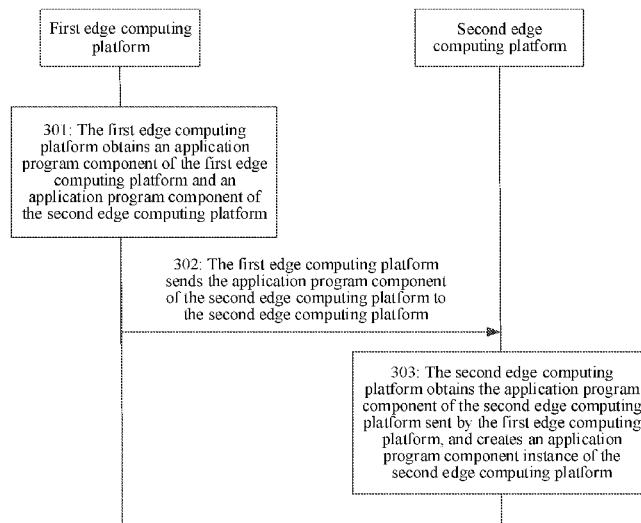 First edge computing
platform
Second edge
computing platform
301: The first edge computing
platform obtains an application
program component of the first edge
computing platform and an
application program component of
the second edge computing platform
302: The first edge computing platform
sends the application program component
of the second edge computing platform to
the second edge computing platform
303: The second edge computing
platform obtains the application program
component of the second edge computing
platform sent by the first edge computing
platform, and creates an application
program component instance of the
second edge computing platform